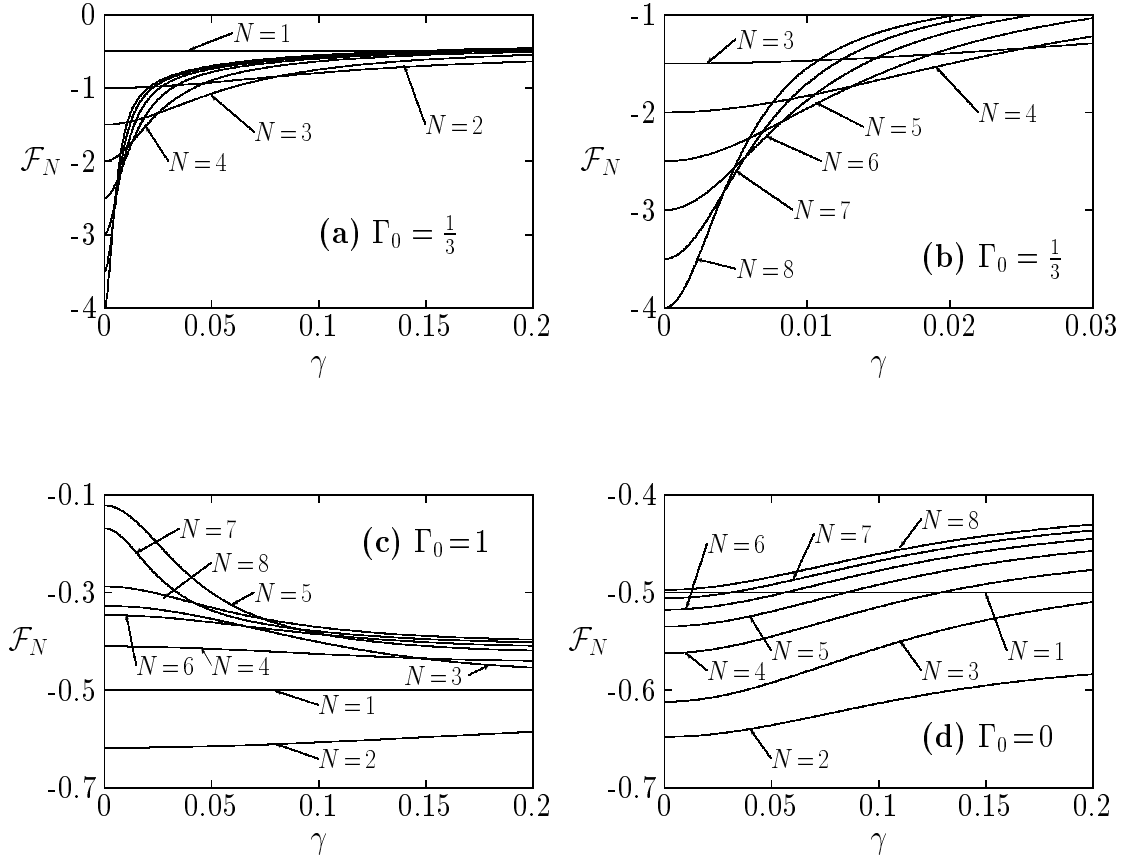 0
-1
-2
-3
-4
𝓕_N
N = 1
N = 2
N = 3
N = 4
(a) Γ₀ = 1/3
0
0.05
0.1
0.15
0.2
γ
-1
-2
-3
-4
𝓕_N
N = 3
N = 4
N = 5
N = 6
N = 7
N = 8
(b) Γ₀ = 1/3
0
0.01
0.02
0.03
γ
-0.1
-0.3
-0.5
-0.7
𝓕_N
N = 7
N = 8
N = 5
N = 6
N = 4
N = 3
N = 1
N = 2
(c) Γ₀ = 1
0
0.05
0.1
0.15
0.2
γ
-0.4
-0.5
-0.6
-0.7
𝓕_N
N = 6
N = 7
N = 8
N = 4
N = 5
N = 3
N = 1
N = 2
(d) Γ₀ = 0
0
0.05
0.1
0.15
0.2
γ